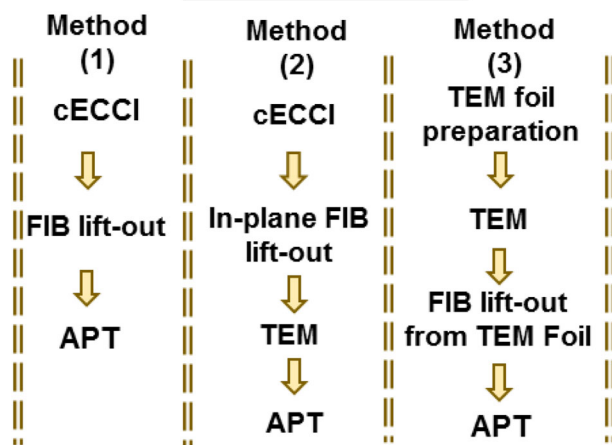 Method
(1)
cECCI
FIB lift-out
APT
Method
(2)
cECCI
In-plane FIB
lift-out
TEM
APT
Method
(3)
TEM foil
preparation
TEM
FIB lift-out
from TEM Foil
APT